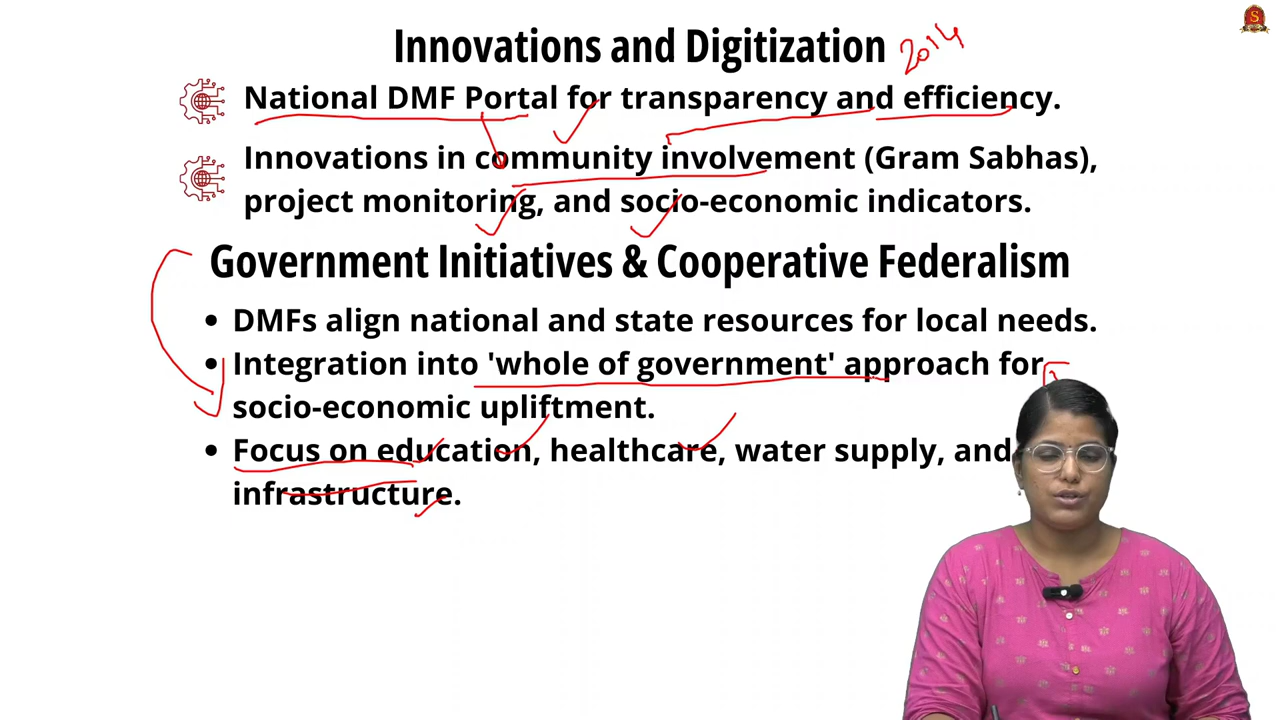 Innovations and Digitization 2014
National DMF Portal for transparency and efficiency.
Innovations in community involvement (Gram Sabhas),
project monitoring, and socio-economic indicators.
Government Initiatives & Cooperative Federalism
• DMFs align national and state resources for local needs.
• Integration into 'whole of government' approach for
socio-economic upliftment.
• Focus on education, healthcare, water supply, and
infrastructure.
S